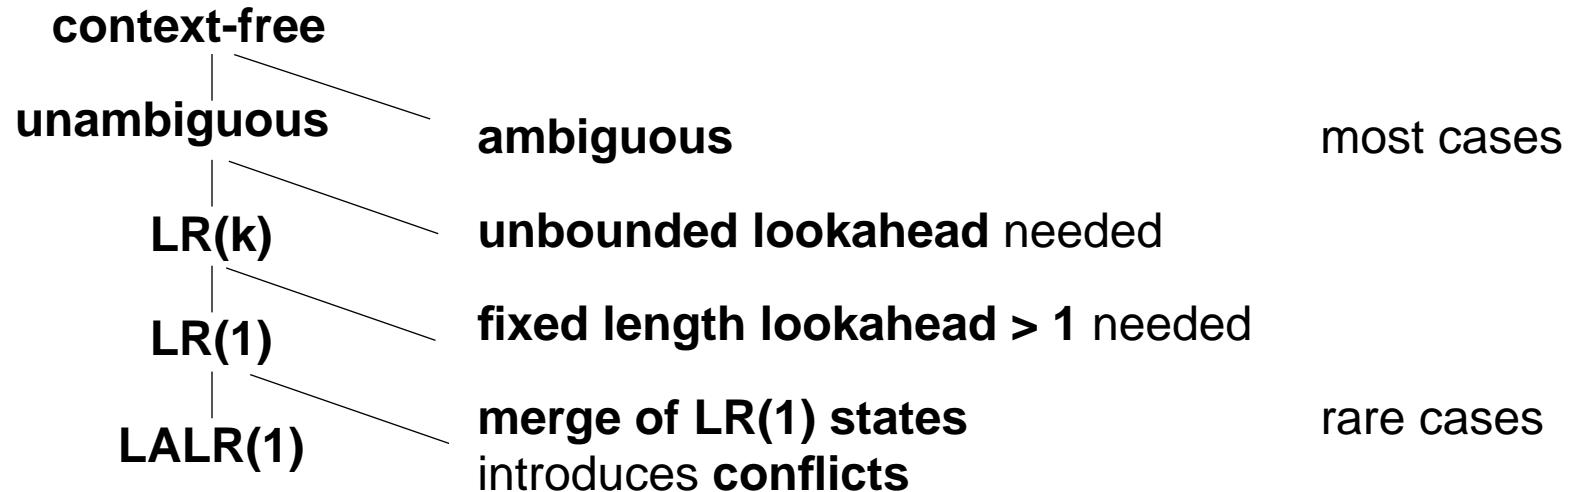 context-free
unambiguous
ambiguous most cases
LR(k) unbounded lookahead needed
fixed length lookahead > 1 needed
LR(1)
merge of LR(1) states rare cases
LALR(1)
introduces conflicts